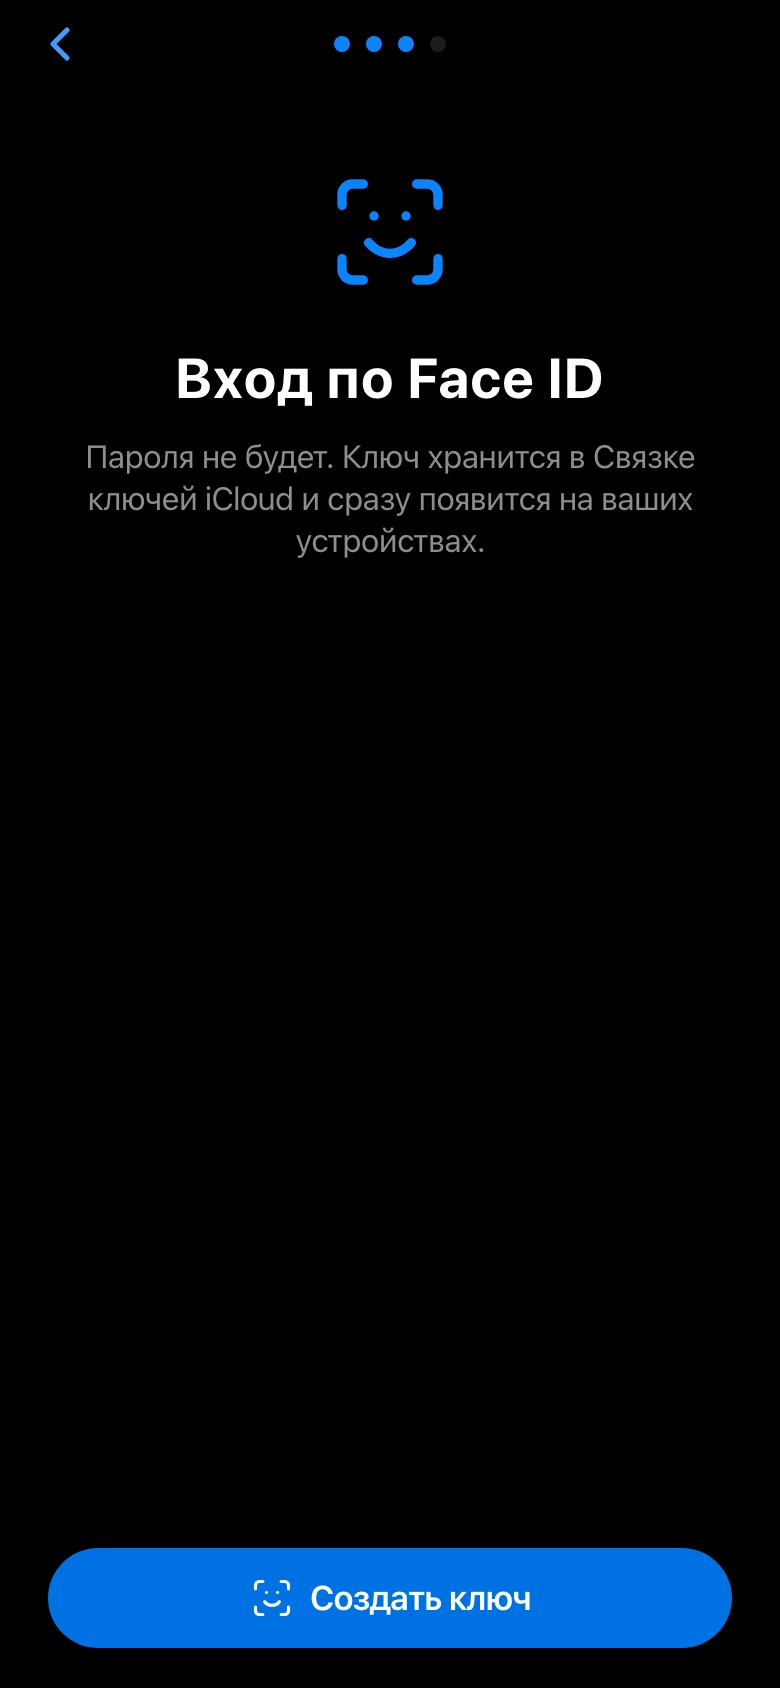 Вход по Face ID
Пароля не будет. Ключ хранится в Связке
ключей iCloud и сразу появится на ваших
устройствах.
Создать ключ